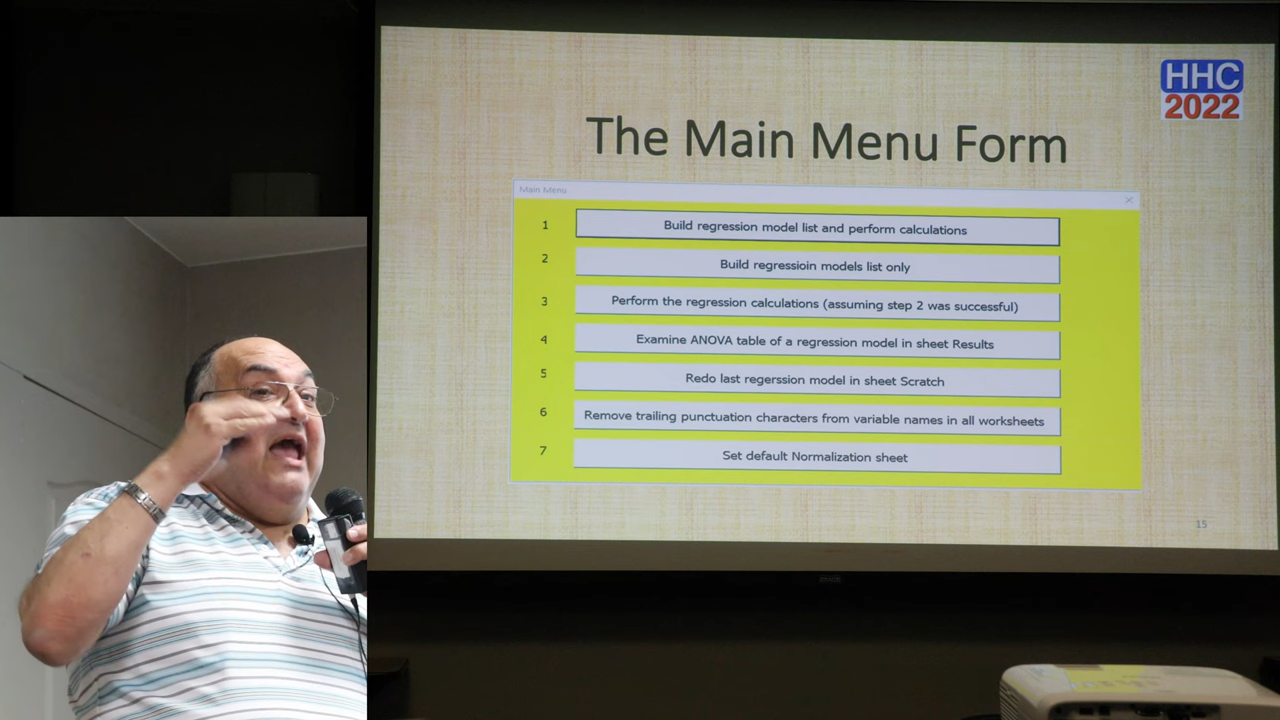 HHC
2022
The Main Menu Form
Main Menu
1 Build regression model list and perform calculations
2 Build regressioin models list only
3 Perform the regression calculations (assuming step 2 was successful)
4 Examine ANOVA table of a regression model in sheet Results
5 Redo last regerssion model in sheet Scratch
6 Remove trailing punctuation characters from variable names in all worksheets
7 Set default Normalization sheet
15